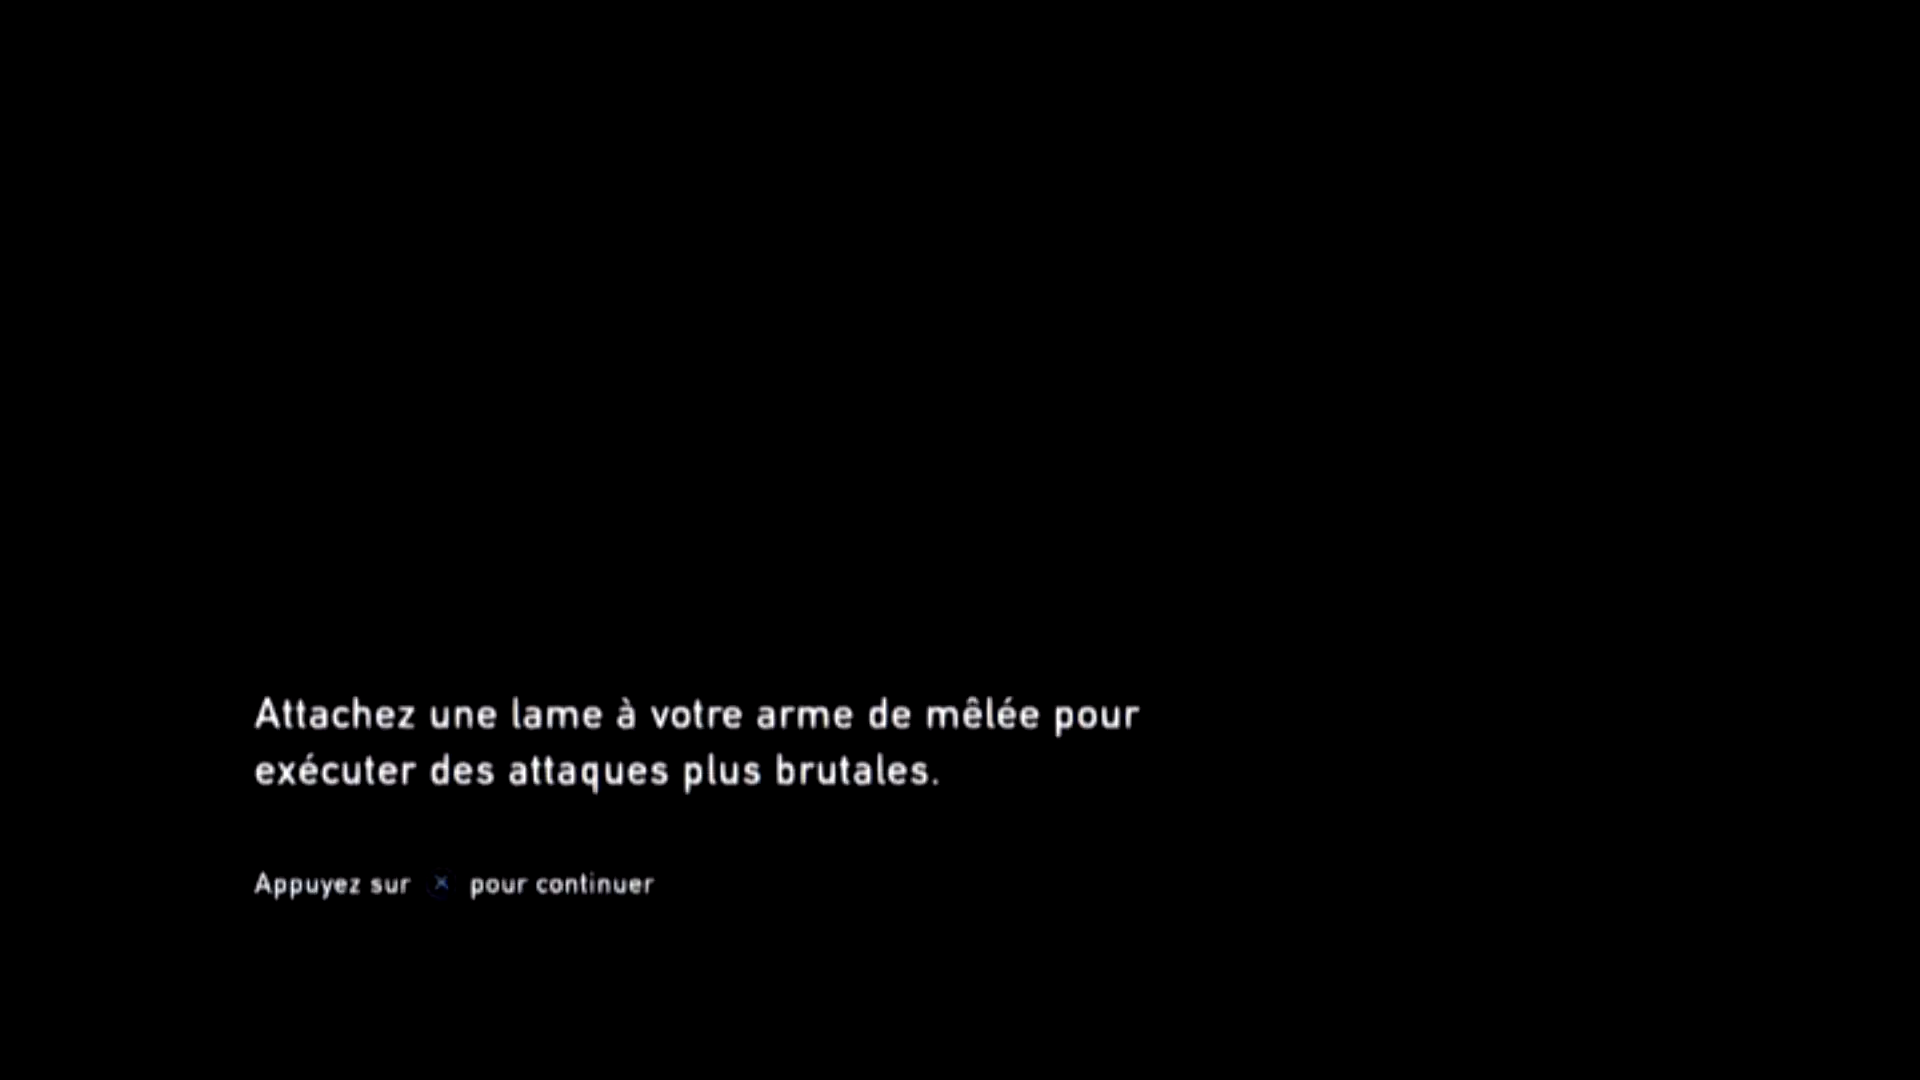 Attachez une lame à votre arme de mêlée pour
exécuter des attaques plus brutales.
Appuyez sur × pour continuer